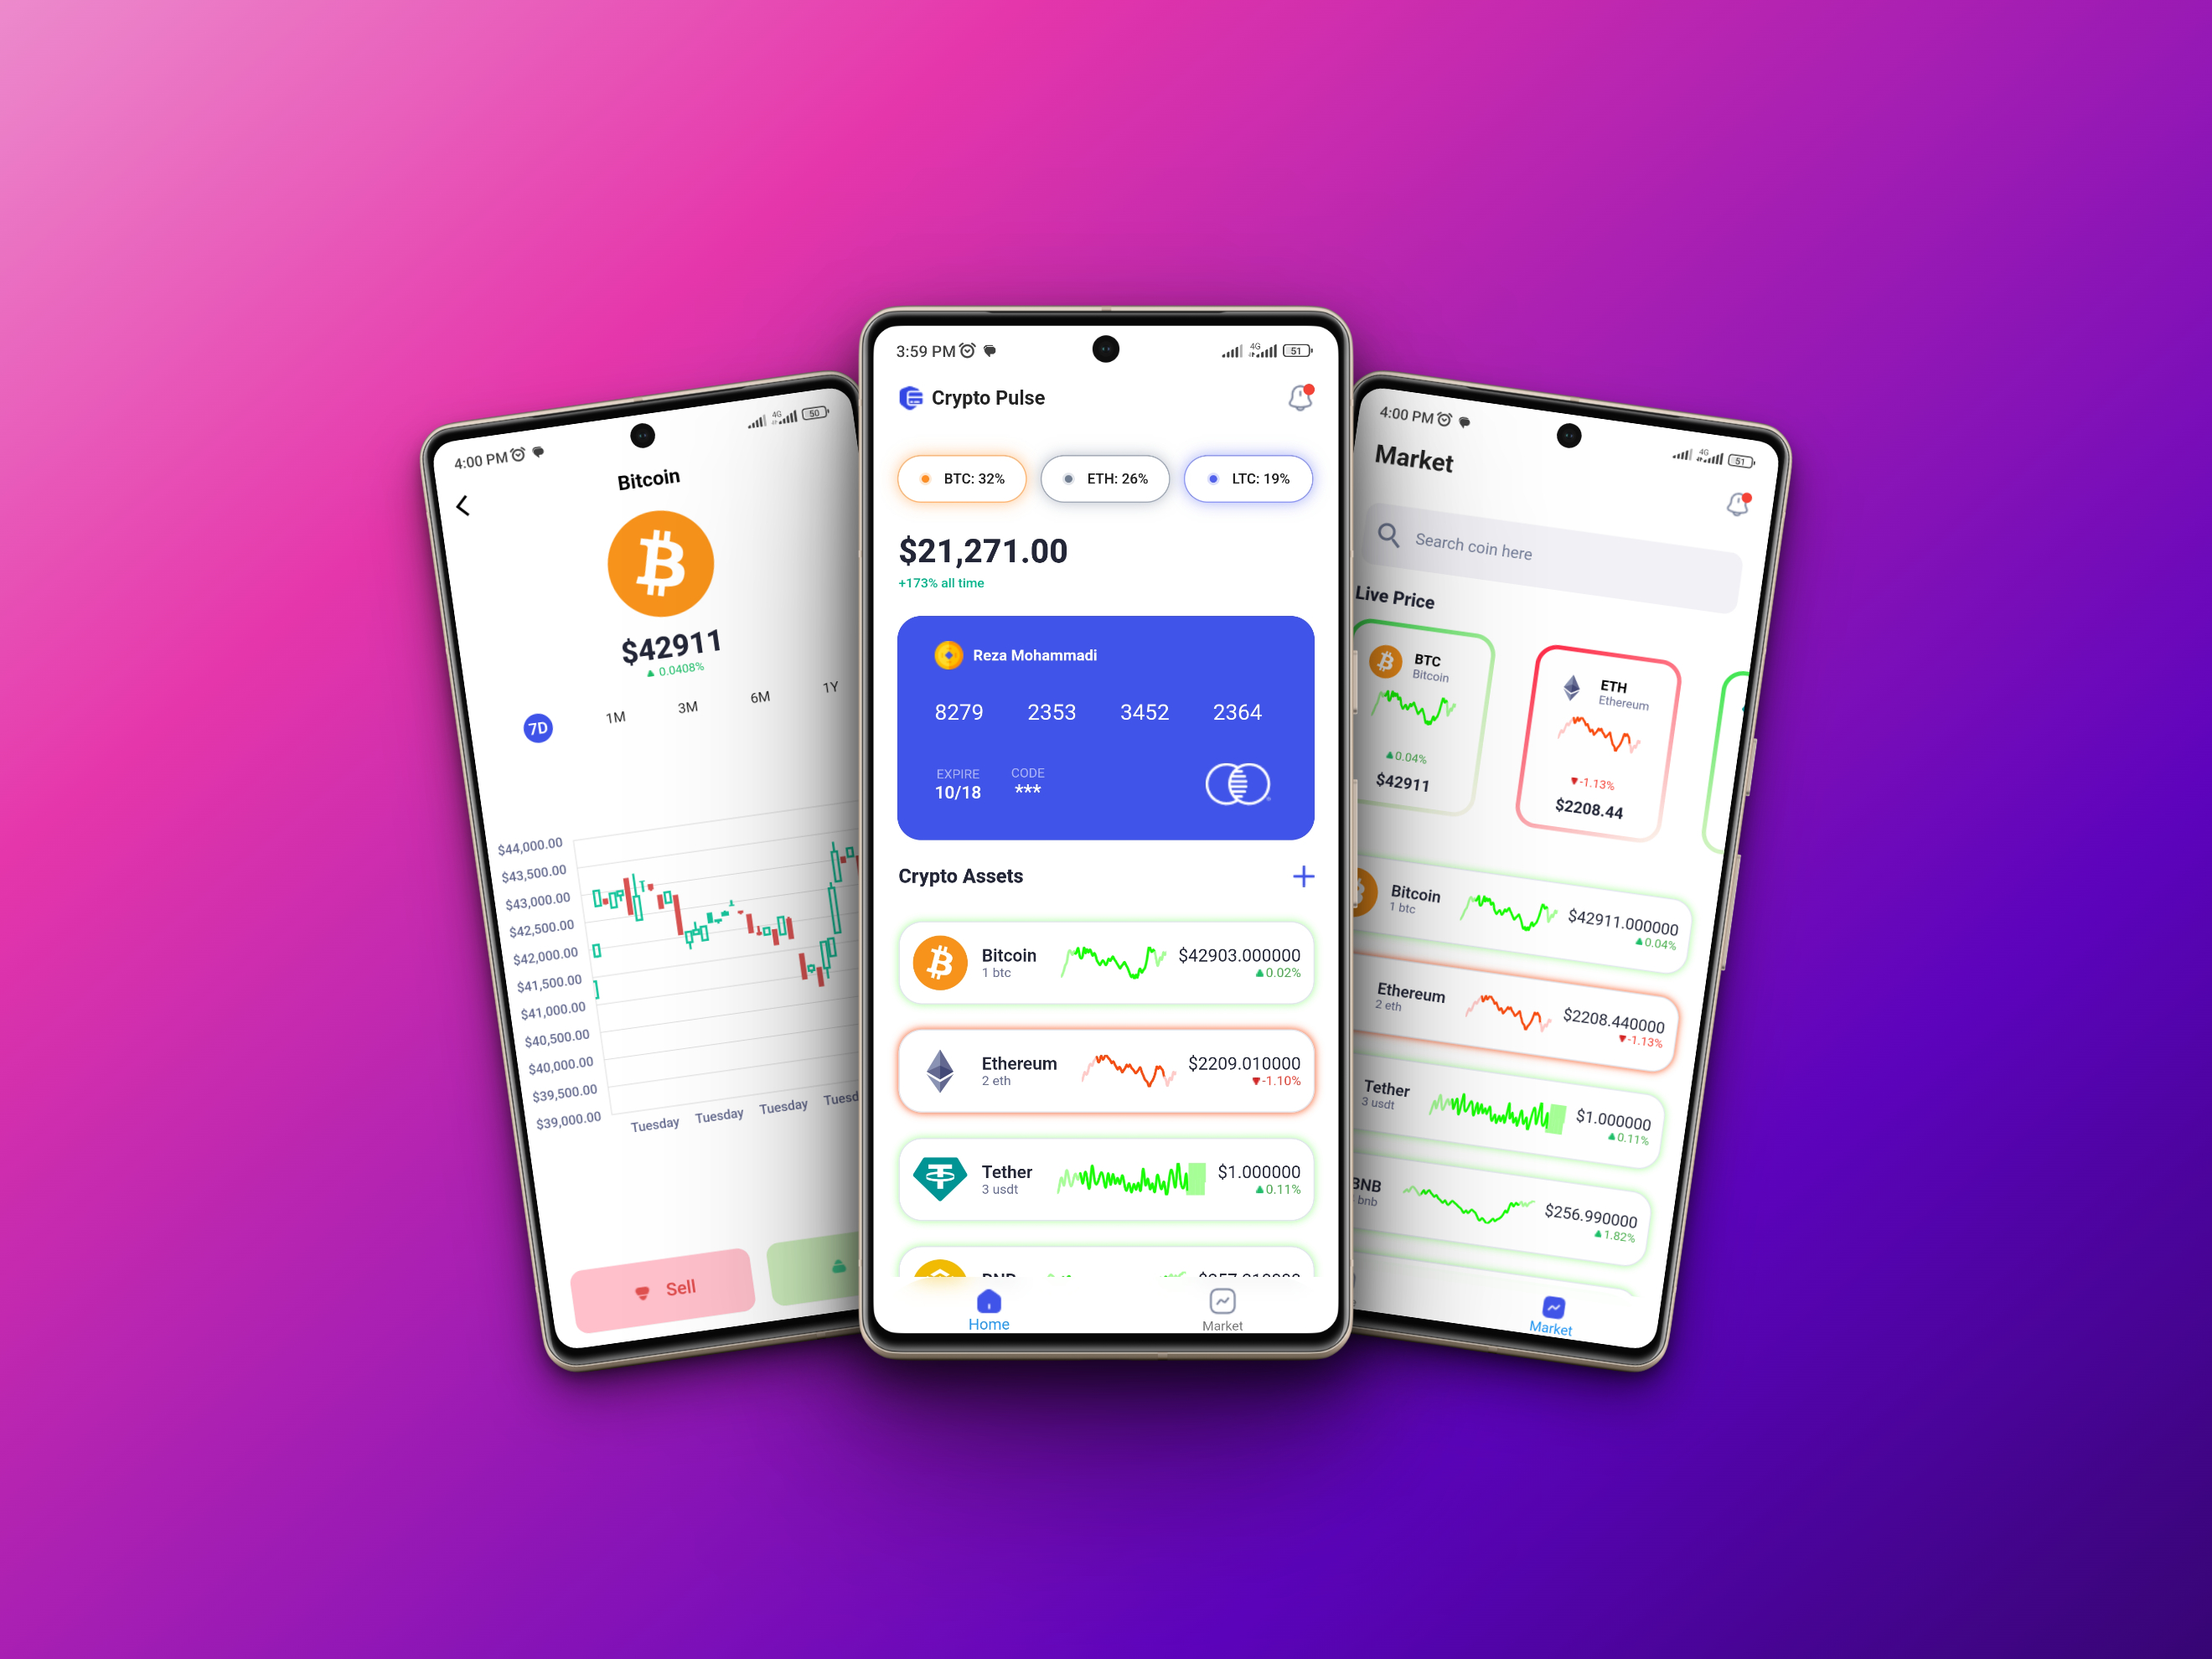 4:00 PM
4G
50
Bitcoin
$42911
0.0408%
7D 1M 3M 6M 1Y
$44,000.00
$43,500.00
$43,000.00
$42,500.00
$42,000.00
$41,500.00
$41,000.00
$40,500.00
$40,000.00
$39,500.00
$39,000.00
Tuesday Tuesday Tuesday
Sell
3:59 PM
4G
51
Crypto Pulse
BTC: 32% ETH: 26% LTC: 19%
$21,271.00
+173% all time
Reza Mohammadi
8279 2353 3452 2364
EXPIRE CODE
10/18 ***
Crypto Assets
Bitcoin $42903.000000
1 btc 0.02%
Ethereum $2209.010000
2 eth -1.10%
Tether $1.000000
3 usdt 0.11%
Home Market
4:00 PM
4G
51
Market
Search coin here
Live Price
BTC
Bitcoin
0.04%
$42911
ETH
Ethereum
-1.13%
$2208.44
Bitcoin $42911.000000
1 btc 0.04%
Ethereum $2208.440000
2 eth -1.13%
Tether $1.000000
3 usdt 0.11%
BNB $256.990000
bnb 1.82%
Market